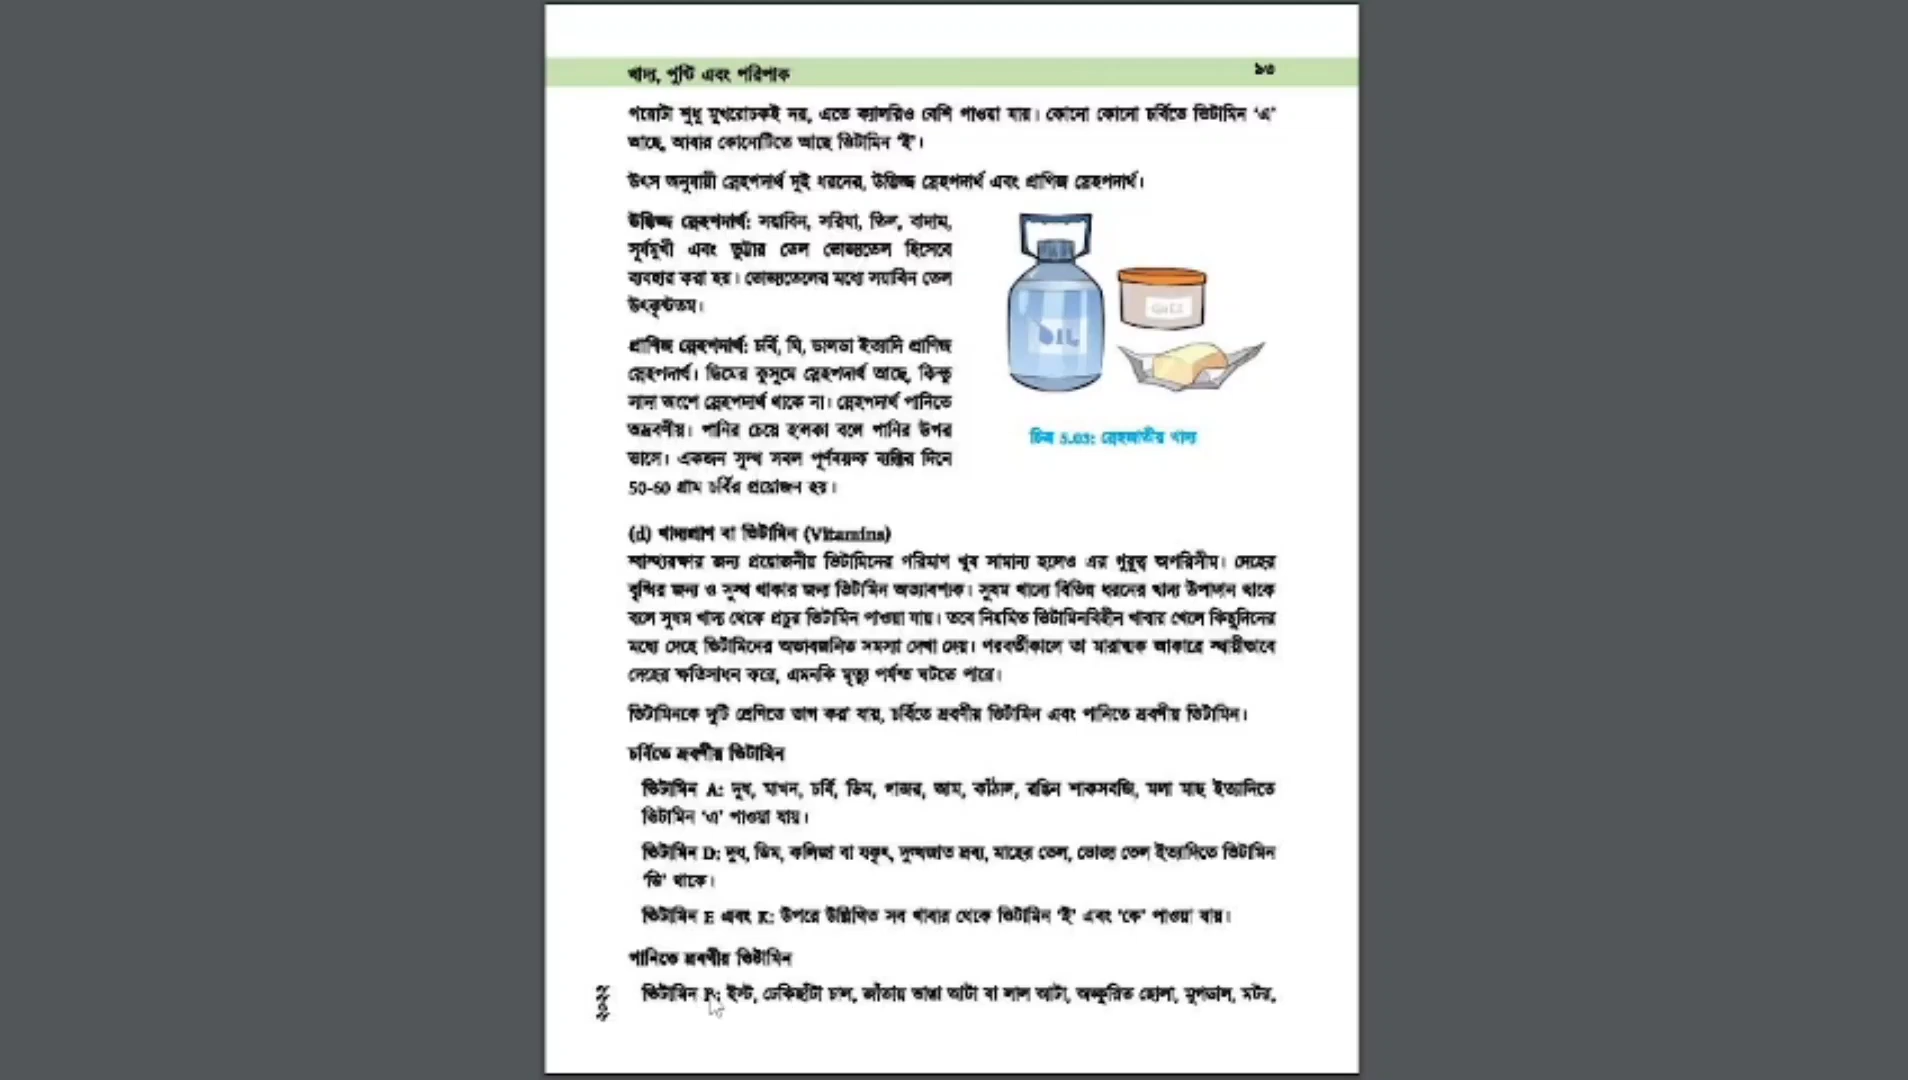 খাদ্য, পুষ্টি এবং পরিপাক
৯৩
পরোটা শুধু মুখরোচকই নয়, এতে ক্যালরিও বেশি পাওয়া যায়। কোনো কোনো চর্বিতে ভিটামিন ‘এ’
আছে, আবার কোনোটিতে আছে ভিটামিন ‘ই’।
উৎস অনুযায়ী স্নেহপদার্থ দুই ধরনের, উদ্ভিজ্জ স্নেহপদার্থ এবং প্রাণিজ স্নেহপদার্থ।
উদ্ভিজ্জ স্নেহপদার্থ: সয়াবিন, সরিষা, তিল, বাদাম,
সূর্যমুখী এবং ভুট্টার তেল ভোজ্যতেল হিসেবে
ব্যবহার করা হয়। ভোজ্যতেলের মধ্যে সয়াবিন তেল
উৎকৃষ্টতম।
প্রাণিজ স্নেহপদার্থ: চর্বি, ঘি, ডালডা ইত্যাদি প্রাণিজ
স্নেহপদার্থ। ডিমের কুসুমে স্নেহপদার্থ আছে, কিন্তু
সাদা অংশে স্নেহপদার্থ থাকে না। স্নেহপদার্থ পানিতে
অদ্রবণীয়। পানির চেয়ে হালকা বলে পানির উপর
ভাসে। একজন সুস্থ সবল পূর্ণবয়স্ক ব্যক্তির দিনে
50-60 গ্রাম চর্বির প্রয়োজন হয়।
OIL
চিত্র 5.03: স্নেহজাতীয় খাদ্য
(d) খাদ্যপ্রাণ বা ভিটামিন (Vitamins)
স্বাস্থ্যরক্ষার জন্য প্রয়োজনীয় ভিটামিনের পরিমাণ খুব সামান্য হলেও এর গুরুত্ব অপরিসীম। দেহের
বৃদ্ধির জন্য ও সুস্থ থাকার জন্য ভিটামিন অত্যাবশ্যক। সুষম খাদ্যে বিভিন্ন ধরনের খাদ্য উপাদান থাকে
বলে সুষম খাদ্য থেকে প্রচুর ভিটামিন পাওয়া যায়। তবে নিয়মিত ভিটামিনবিহীন খাবার খেলে কিছুদিনের
মধ্যে দেহে ভিটামিনের অভাবজনিত সমস্যা দেখা দেয়। পরবর্তীকালে তা মারাত্মক আকারে স্থায়ীভাবে
দেহের ক্ষতিসাধন করে, এমনকি মৃত্যু পর্যন্ত ঘটতে পারে।
ভিটামিনকে দুটি শ্রেণিতে ভাগ করা যায়, চর্বিতে দ্রবণীয় ভিটামিন এবং পানিতে দ্রবণীয় ভিটামিন।
চর্বিতে দ্রবণীয় ভিটামিন
ভিটামিন A: দুধ, মাখন, চর্বি, ডিম, গাজর, আম, কাঁঠাল, রঙিন শাকসবজি, মলা মাছ ইত্যাদিতে
ভিটামিন ‘এ’ পাওয়া যায়।
ভিটামিন D: দুধ, ডিম, কলিজা বা যকৃৎ, দুগ্ধজাত দ্রব্য, মাছের তেল, ভোজ্য তেল ইত্যাদিতে ভিটামিন
‘ডি’ থাকে।
ভিটামিন E এবং K: উপরে উল্লিখিত সব খাবার থেকে ভিটামিন ‘ই’ এবং ‘কে’ পাওয়া যায়।
পানিতে দ্রবণীয় ভিটামিন
ভিটামিন B: ইস্ট, ঢেঁকিছাঁটা চাল, জাঁতায় ভাঙা আটা বা লাল আটা, অঙ্কুরিত ছোলা, মুগডাল, মটর,